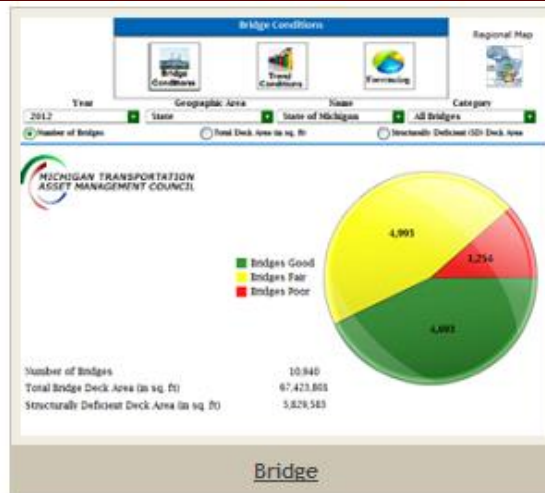 Bridge Conditions
Regional Map
Bridge Conditions
Trend Conditions
Forecasting
Year Geographic Area Name Category
2012 State State of Michigan All Bridges
Number of Bridges Total Deck Area (in sq. ft) Structurally Deficient (SD) Deck Area
MICHIGAN TRANSPORTATION
ASSET MANAGEMENT COUNCIL
4,993
1,254
Bridges Good
Bridges Fair
Bridges Poor
4,693
Number of Bridges 10,940
Total Bridge Deck Area (in sq. ft) 67,423,808
Structurally Deficient Deck Area (in sq. ft) 5,829,583
Bridge